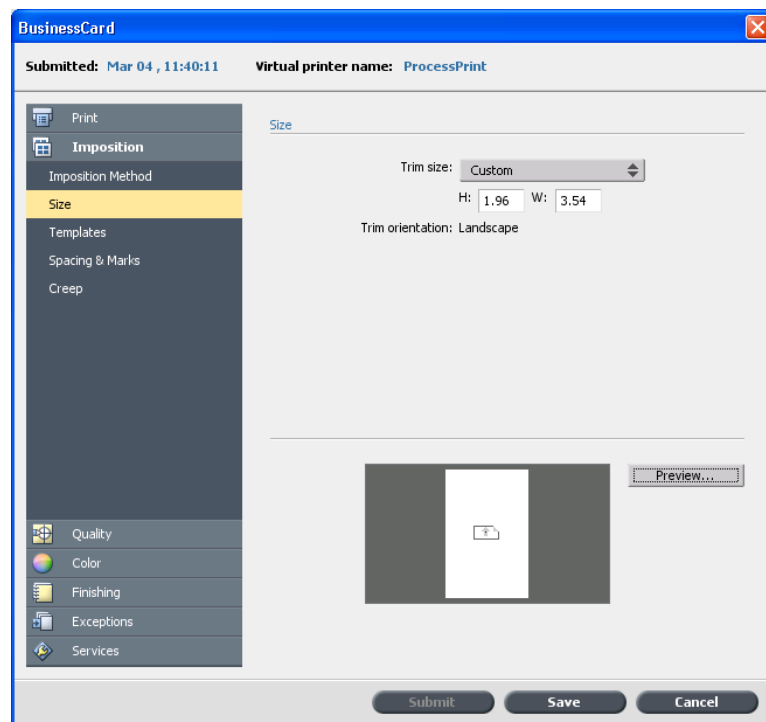 BusinessCard
Submitted: Mar 04 , 11:40:11 Virtual printer name: ProcessPrint
Print
Imposition
Imposition Method
Size
Templates
Spacing & Marks
Creep
Quality
Color
Finishing
Exceptions
Services
Size
Trim size: Custom
H: 1.96 W: 3.54
Trim orientation: Landscape
Preview...
Submit Save Cancel